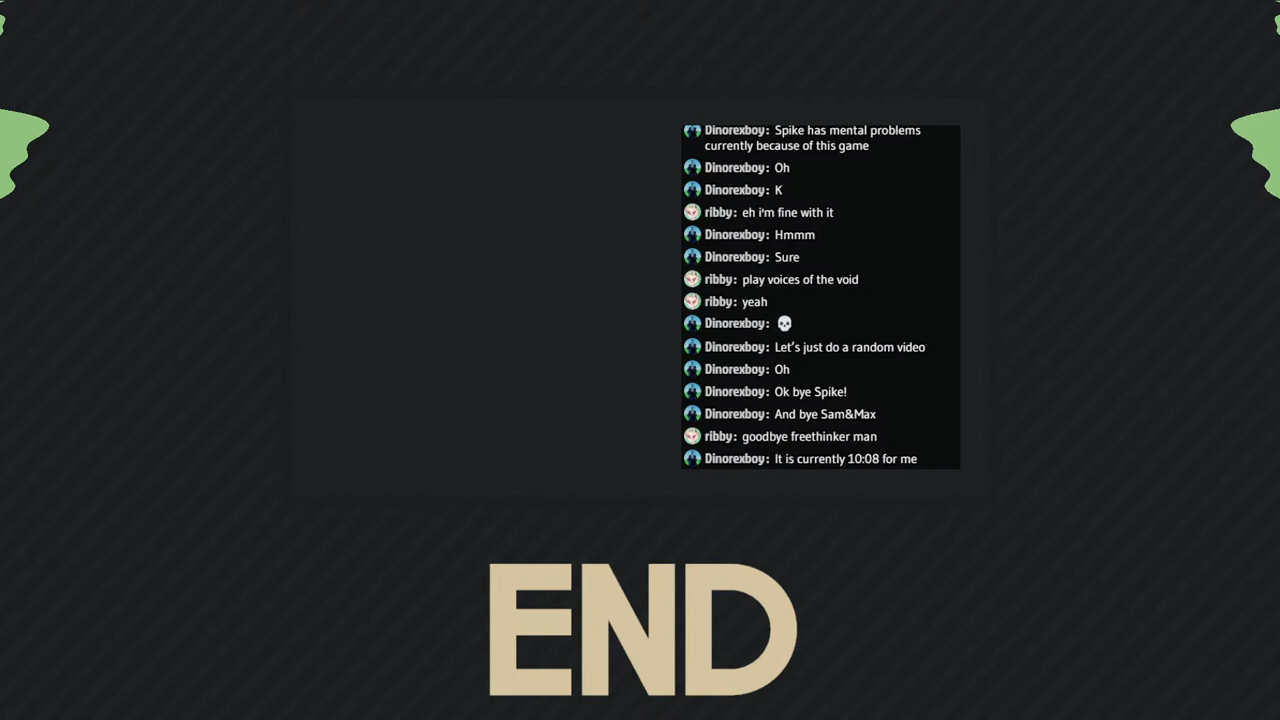 Dinorexboy: Spike has mental problems
currently because of this game
Dinorexboy: Oh
Dinorexboy: K
ribby: eh i'm fine with it
Dinorexboy: Hmmm
Dinorexboy: Sure
ribby: play voices of the void
ribby: yeah
Dinorexboy: 💀
Dinorexboy: Let’s just do a random video
Dinorexboy: Oh
Dinorexboy: Ok bye Spike!
Dinorexboy: And bye Sam&Max
ribby: goodbye freethinker man
Dinorexboy: It is currently 10:08 for me
END